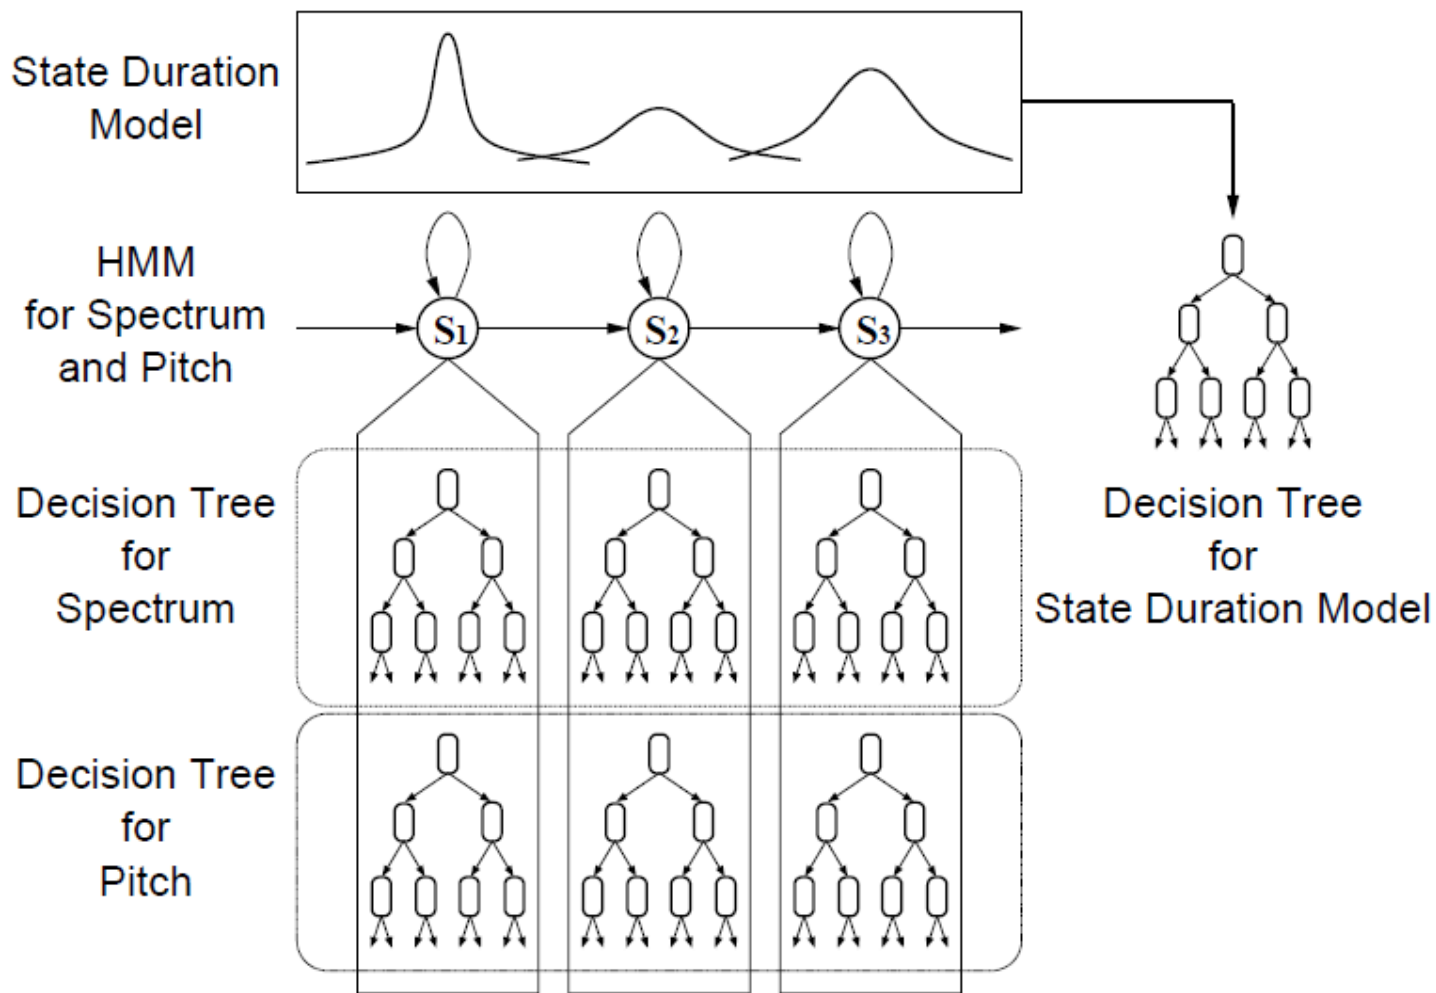 State Duration
Model
HMM
for Spectrum
and Pitch
S1
S2
S3
Decision Tree
for
Spectrum
Decision Tree
for
State Duration Model
Decision Tree
for
Pitch